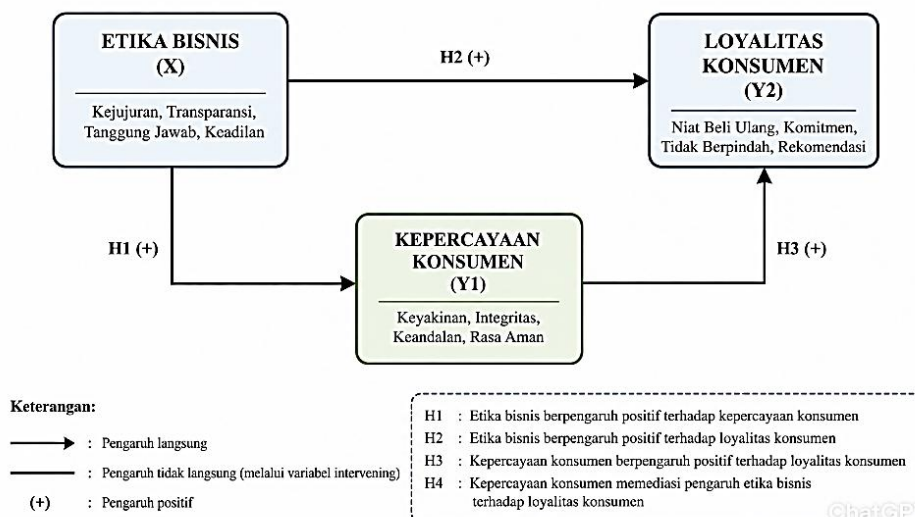 ETIKA BISNIS
(X)
Kejujuran, Transparansi,
Tanggung Jawab, Keadilan
H2 (+)
LOYALITAS
KONSUMEN
(Y2)
Niat Beli Ulang, Komitmen,
Tidak Berpindah, Rekomendasi
H1 (+)
KEPERCAYAAN
KONSUMEN
(Y1)
Keyakinan, Integritas,
Keandalan, Rasa Aman
H3 (+)
Keterangan:
: Pengaruh langsung
: Pengaruh tidak langsung (melalui variabel intervening)
(+) : Pengaruh positif
H1 : Etika bisnis berpengaruh positif terhadap kepercayaan konsumen
H2 : Etika bisnis berpengaruh positif terhadap loyalitas konsumen
H3 : Kepercayaan konsumen berpengaruh positif terhadap loyalitas konsumen
H4 : Kepercayaan konsumen memediasi pengaruh etika bisnis
terhadap loyalitas konsumen